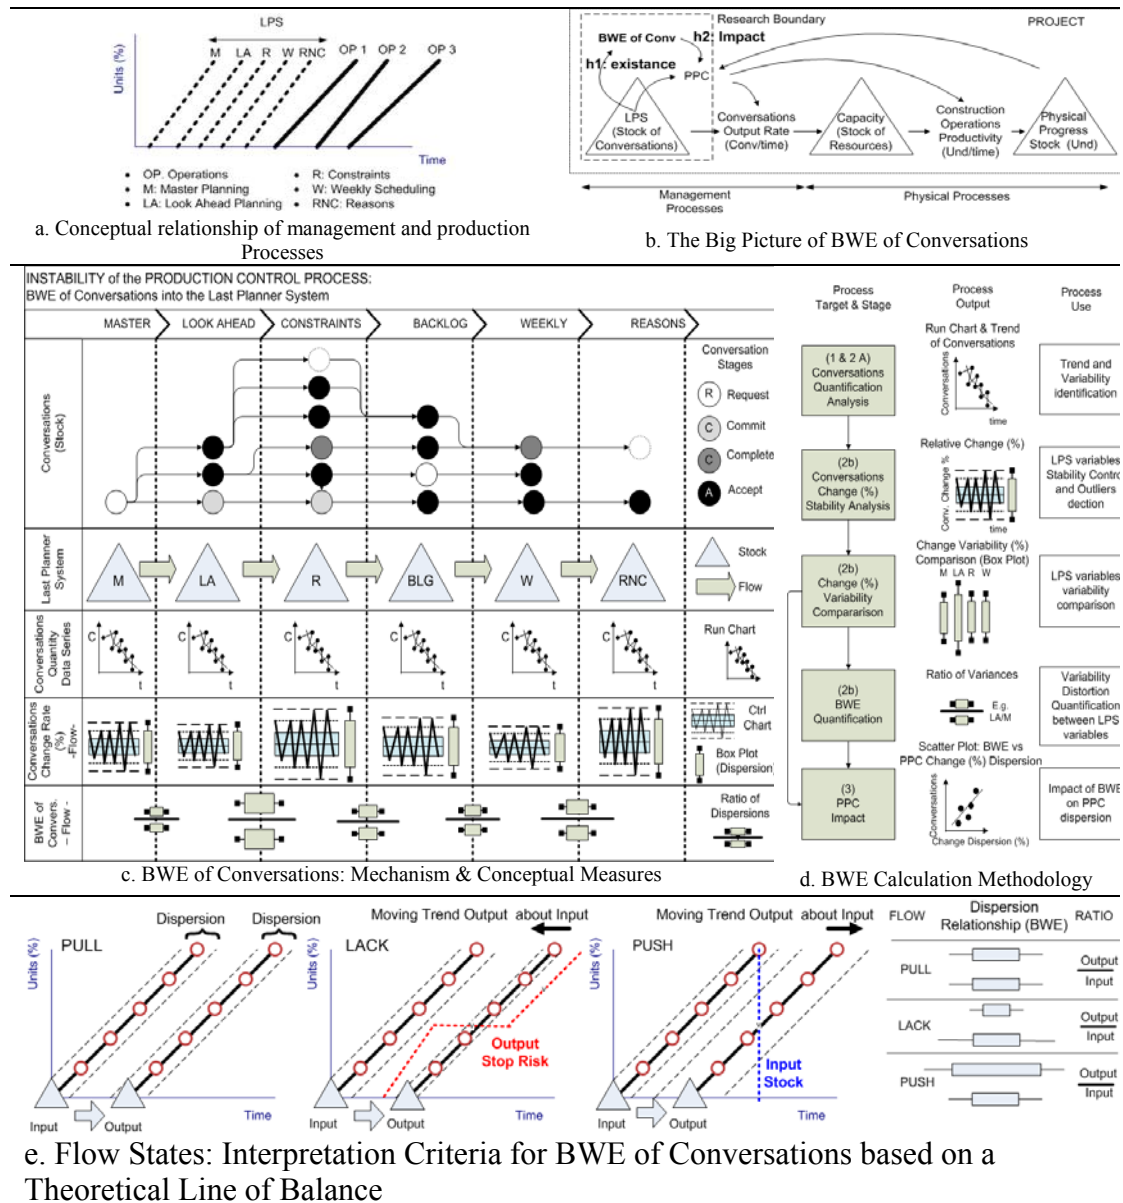 LPS
M LA R W RNC OP 1 OP 2 OP 3
Units (%)
Time
• OP. Operations
• M: Master Planning
• LA: Look Ahead Planning
• R: Constraints
• W: Weekly Scheduling
• RNC: Reasons
a. Conceptual relationship of management and production
Processes
Research Boundary
PROJECT
BWE of Conv
h2: Impact
h1: existance
PPC
LPS
(Stock of
Conversations)
Conversations
Output Rate
(Conv/time)
Capacity
(Stock of
Resources)
Construction
Operations
Productivity
(Und/time)
Physical
Progress
Stock (Und)
Management
Processes
Physical Processes
b. The Big Picture of BWE of Conversations
INSTABILITY of the PRODUCTION CONTROL PROCESS:
BWE of Conversations into the Last Planner System
MASTER LOOK AHEAD CONSTRAINTS BACKLOG WEEKLY REASONS
Conversations
(Stock)
Conversation
Stages
R Request
C Commit
C Complete
A Accept
Last Planner
System
M LA R BLG W RNC
Stock
Flow
Conversations
Quantity
Data Series
C t C t C t C t C t C t
Run Chart
Conversations
Change Rate
(%)
-Flow-
Ctrl
Chart
Box Plot
(Dispersion)
BWE of
Convers.
- Flow -
Ratio of
Dispersions
c. BWE of Conversations: Mechanism & Conceptual Measures
Process
Target & Stage
Process
Output
Process
Use
(1 & 2 A)
Conversations
Quantification
Analysis
Run Chart & Trend
of Conversations
Conversations
time
Trend and
Variability
identification
(2b)
Conversations
Change (%)
Stability Analysis
Relative Change (%)
Conv. Change %
time
LPS variables
Stability Control
and Outliers
dection
(2b)
Change (%)
Variability
Compararison
Change Variability (%)
Comparison (Box Plot)
M LA R W
LPS variables
variability
comparison
(2b)
BWE
Quantification
Ratio of Variances
E.g.
LA/M
Variability
Distortion
Quantification
between LPS
variables
(3)
PPC
Impact
Scatter Plot: BWE vs
PPC Change (%) Dispersion
Conversations
Change Dispersion (%)
Impact of BWE
on PPC
dispersion
d. BWE Calculation Methodology
Units (%)
PULL
Dispersion Dispersion
Input Output
Time
Moving Trend Output about Input
Units (%)
LACK
Output
Stop Risk
Input Output
Time
Moving Trend Output about Input
Units (%)
PUSH
Input
Stock
Input Output
Time
FLOW
Dispersion
Relationship (BWE)
RATIO
PULL
Output
Input
LACK
Output
Input
PUSH
Output
Input
e. Flow States: Interpretation Criteria for BWE of Conversations based on a
Theoretical Line of Balance